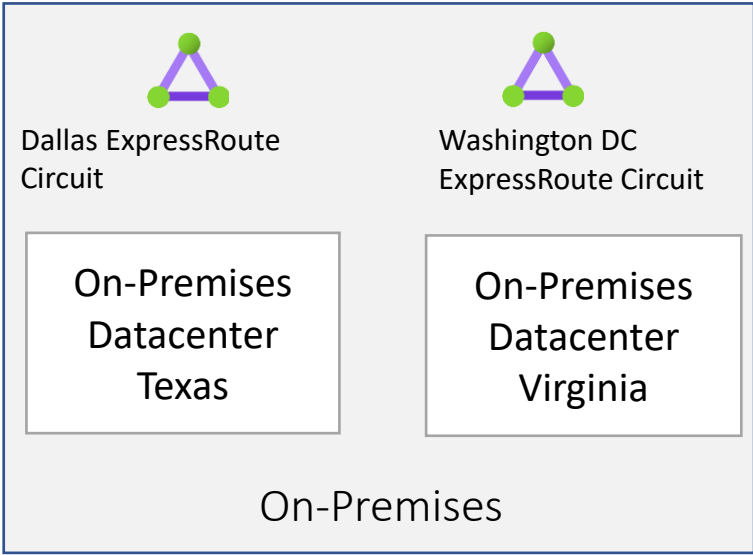 Dallas ExpressRoute
Circuit
Washington DC
ExpressRoute Circuit
On-Premises
Datacenter
Texas
On-Premises
Datacenter
Virginia
On-Premises